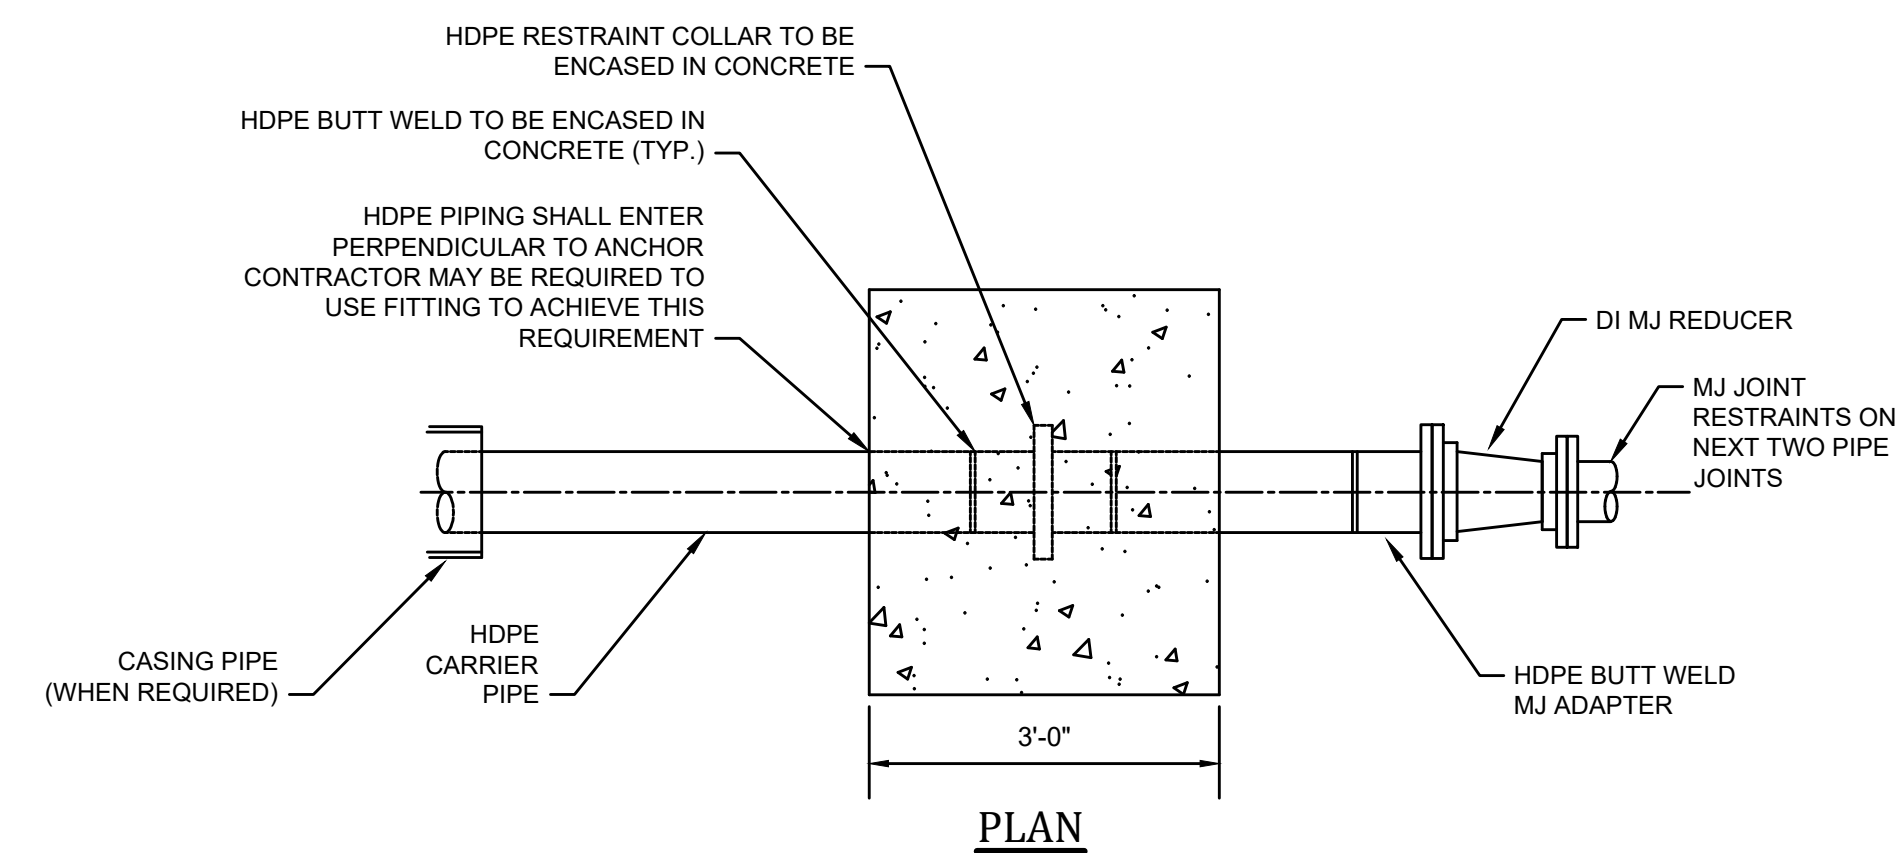 HDPE RESTRAINT COLLAR TO BE
ENCASED IN CONCRETE
HDPE BUTT WELD TO BE ENCASED IN
CONCRETE (TYP.)
HDPE PIPING SHALL ENTER
PERPENDICULAR TO ANCHOR
CONTRACTOR MAY BE REQUIRED TO
USE FITTING TO ACHIEVE THIS
REQUIREMENT
DI MJ REDUCER
MJ JOINT
RESTRAINTS ON
NEXT TWO PIPE
JOINTS
CASING PIPE
(WHEN REQUIRED)
HDPE
CARRIER
PIPE
HDPE BUTT WELD
MJ ADAPTER
3'-0"
PLAN